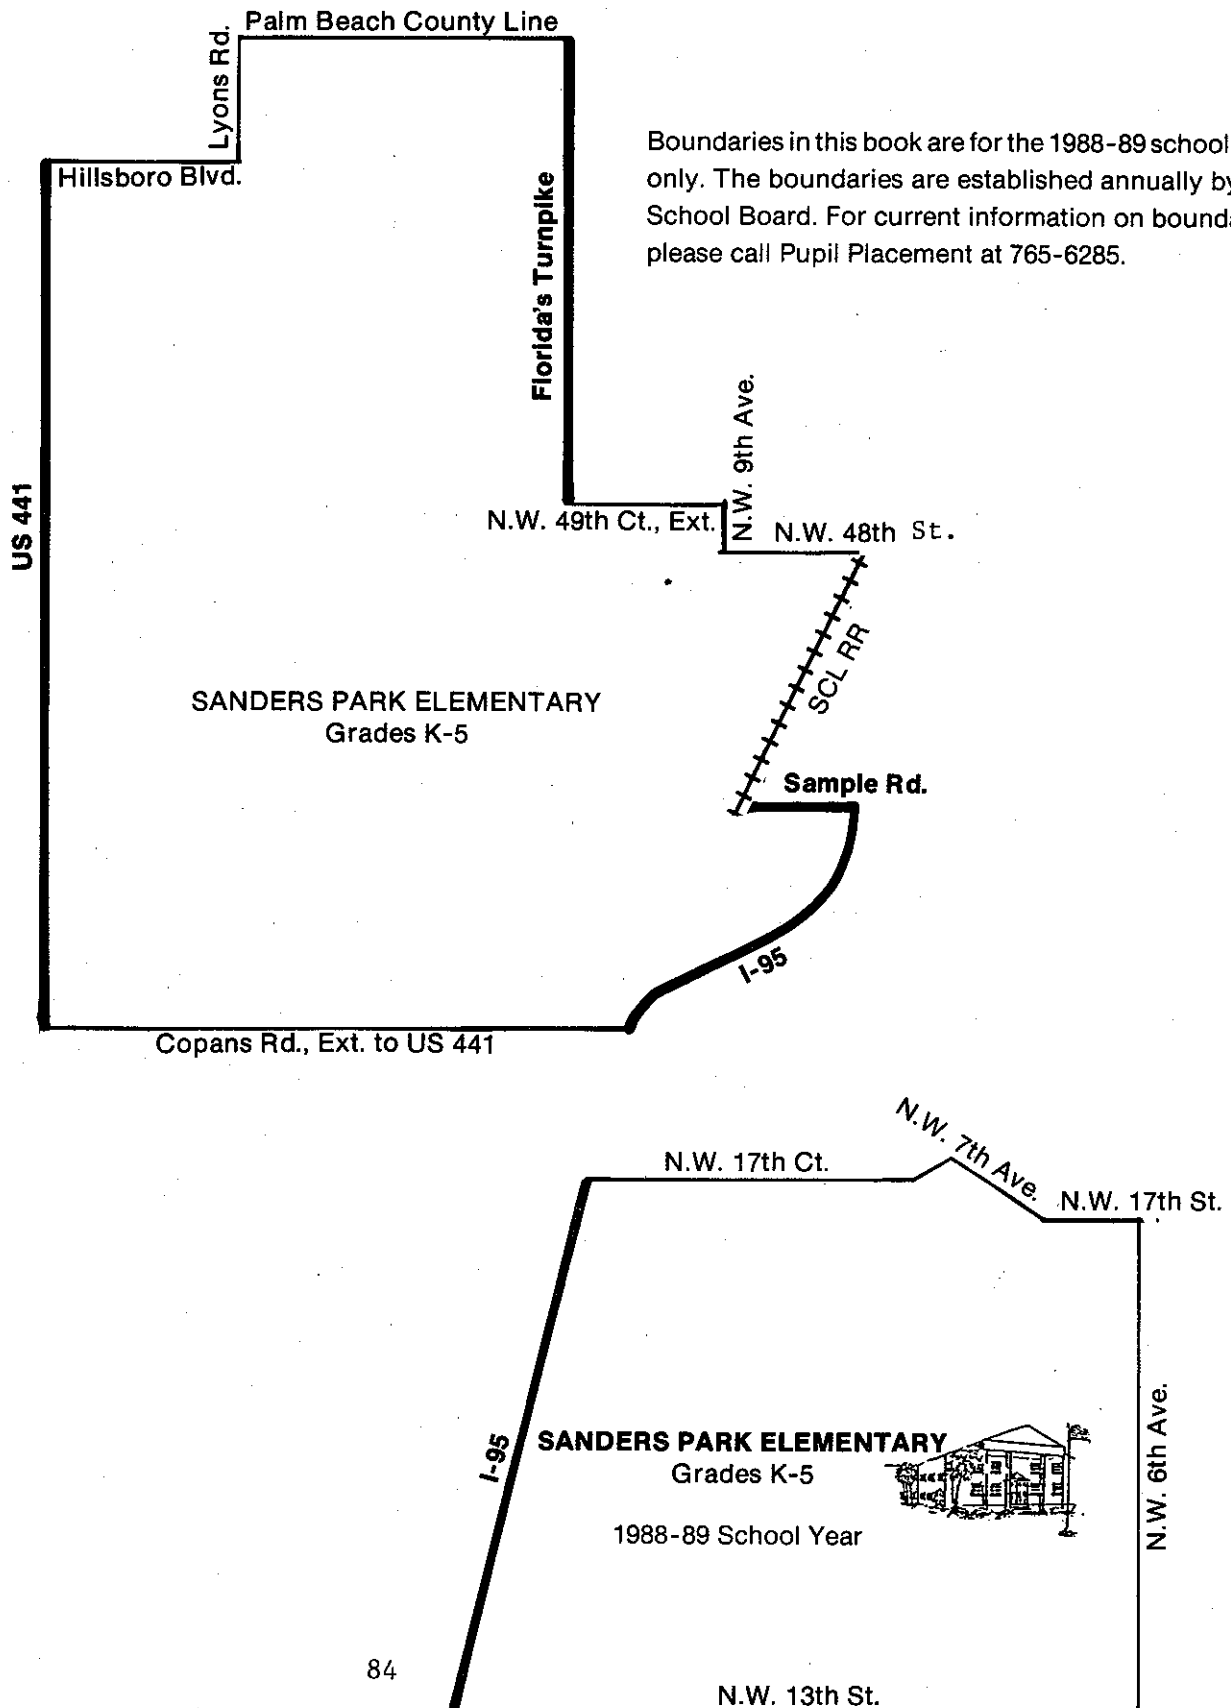 Palm Beach County Line
Lyons Rd.
Hillsboro Blvd.
Boundaries in this book are for the 1988-89 school
only. The boundaries are established annually by
School Board. For current information on
please call Pupil Placement at 765-6285.
Florida's Turnpike
US 441
N.W. 9th Ave.
N.W. 49th Ct., Ext.
N.W. 48th St.
SCL RR
SANDERS PARK ELEMENTARY
Grades K-5
Sample Rd.
I-95
Copans Rd., Ext. to US 441
N.W. 7th Ave.
N.W. 17th Ct.
N.W. 17th St.
I-95
SANDERS PARK ELEMENTARY
Grades K-5
1988-89 School Year
N.W. 6th Ave.
84
N.W. 13th St.